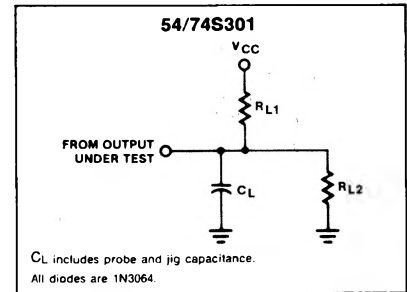 54/74S301
VCC
RL1
FROM OUTPUT
UNDER TEST
CL
RL2
CL includes probe and jig capacitance.
All diodes are 1N3064.